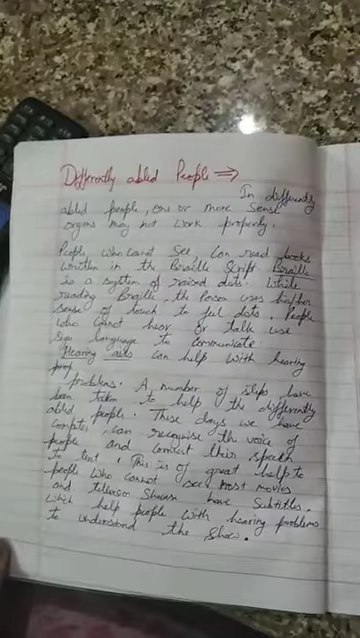 Differently abled People ⇒
In differently
abled people, one or more sense
organs may not work properly.
People who cannot see can read books
written in the Braille Script Braille
is a system of raised dots. While
reading Braille, the Person uses his/her
sense of touch to feel dots. People
who cannot hear or talk use
sign language to communicate
Hearing aids can help with hearing
prob
problems. A number of steps have
been taken to help the differently
abled people. These days we have
computers can recognise the voice of
people and convert their speech
to text. This is of great help to
people who cannot see most movies
and television Shows have Subtitles.
which help people with hearing problems
to understand the show.